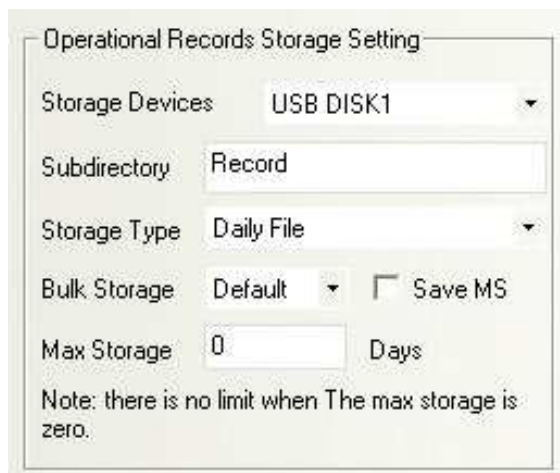 Operational Records Storage Setting
Storage Devices USB DISK1
Subdirectory Record
Storage Type Daily File
Bulk Storage Default Save MS
Max Storage 0 Days
Note: there is no limit when The max storage is
zero.